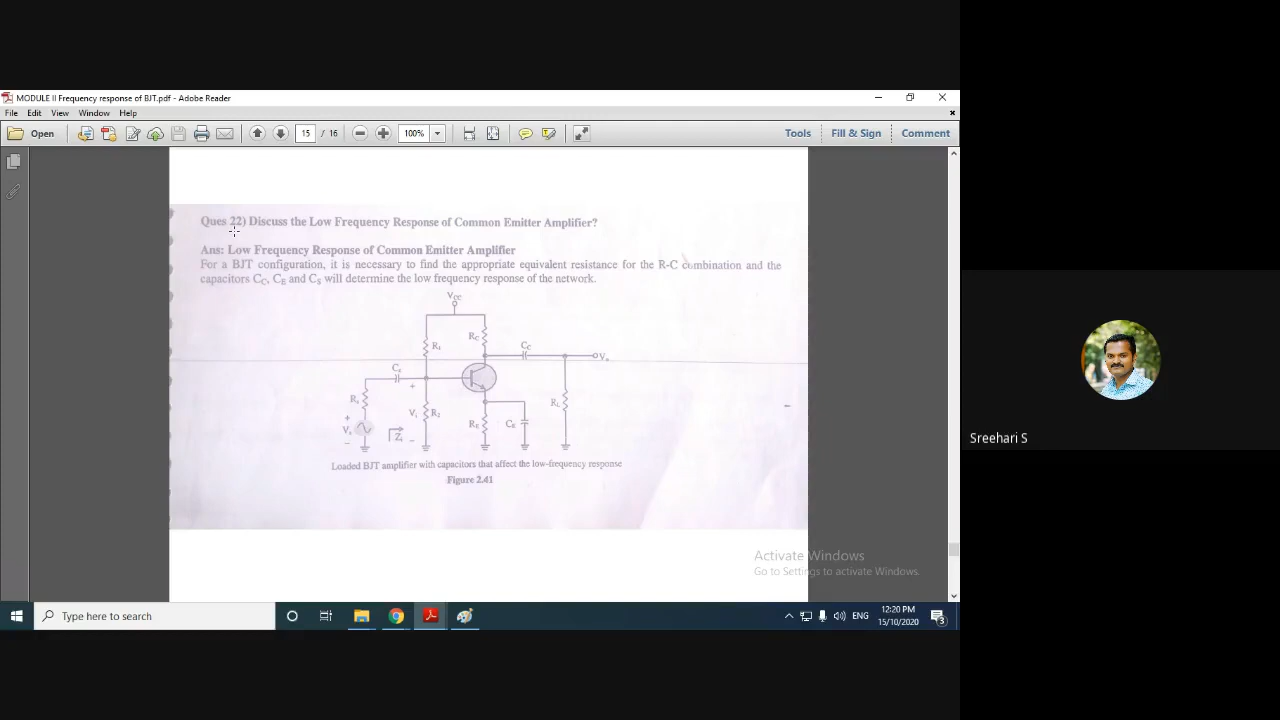 MODULE II Frequency response of BJT.pdf - Adobe Reader
File Edit View Window Help
Open 15 / 16 100% Tools Fill & Sign Comment
Ques 22) Discuss the Low Frequency Response of Common Emitter Amplifier?
Ans: Low Frequency Response of Common Emitter Amplifier
For a BJT configuration, it is necessary to find the appropriate equivalent resistance for the R-C combination and the
capacitors CC, CE and CS will determine the low frequency response of the network.
VCC
R1 RC CC Vo
Cs
Rs + RL
+ Vs Vi R2 RE CE
− Zi −
Loaded BJT amplifier with capacitors that affect the low-frequency response
Figure 2.41
Sreehari S
Activate Windows
Go to Settings to activate Windows.
Type here to search
ENG
12:20 PM
15/10/2020
3